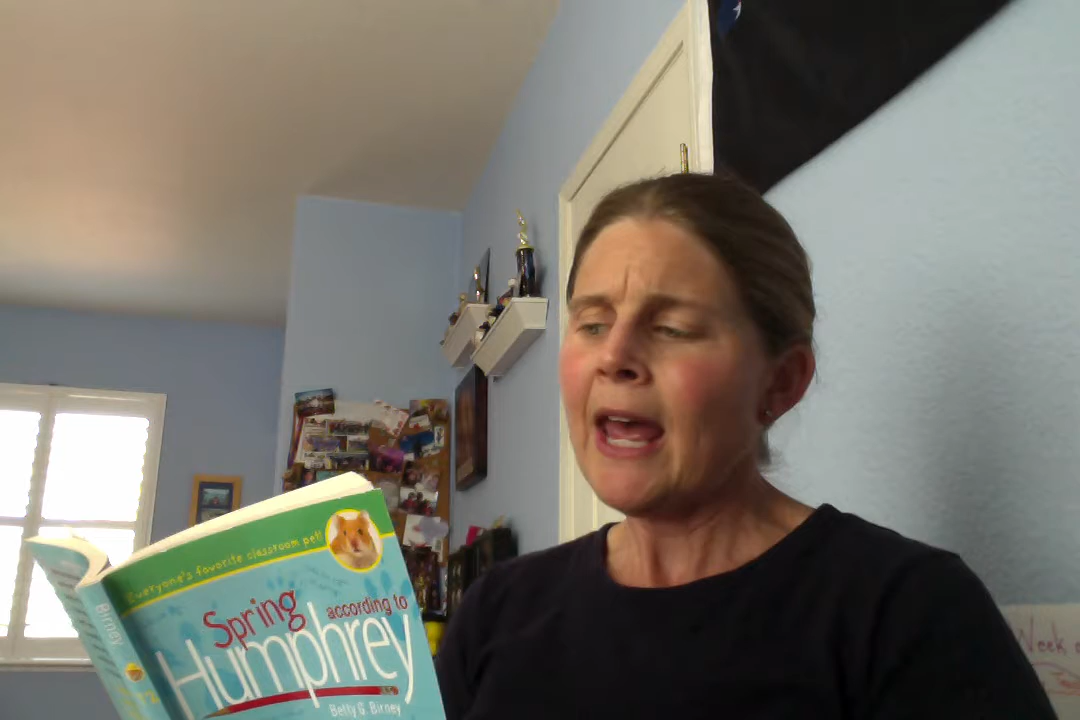 Everyone's favorite classroom pet!
Spring according to
Humphrey
Betty G. Birney
Birney
Week